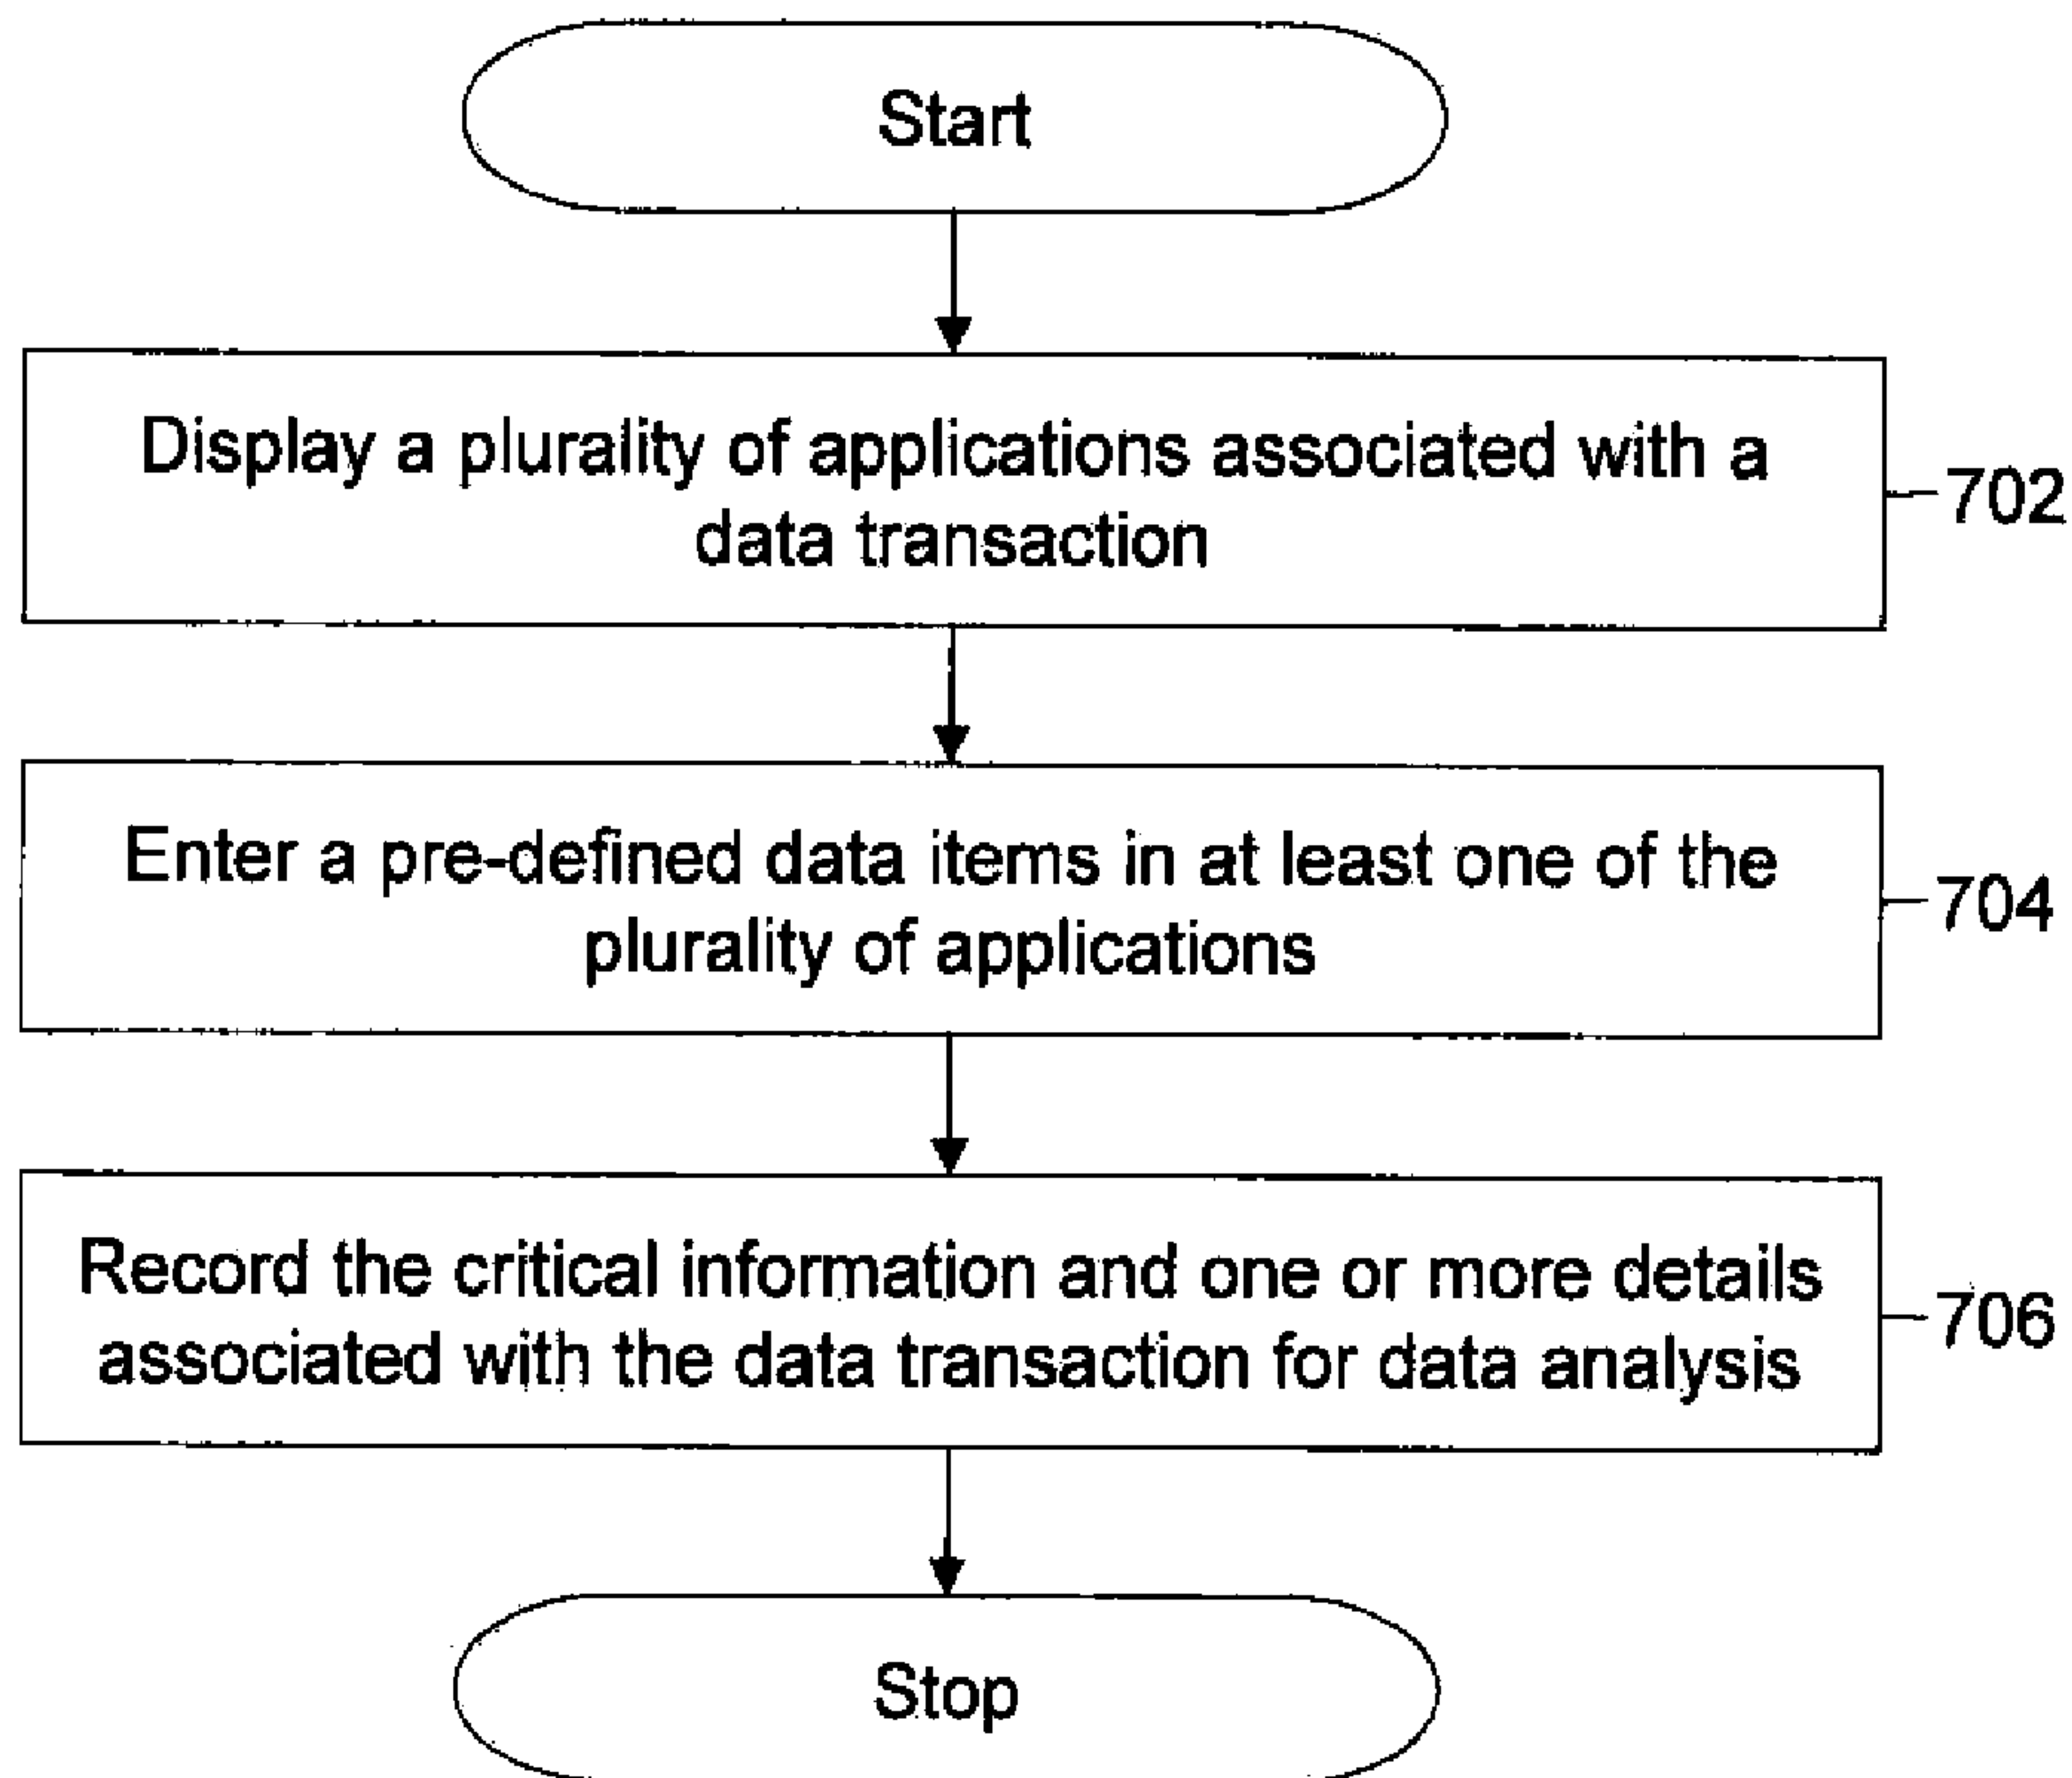 Start
Display a plurality of applications associated with a
data transaction
702
Enter a pre-defined data items in at least one of the
plurality of applications
704
Record the critical information and one or more details
associated with the data transaction for data analysis
706
Stop